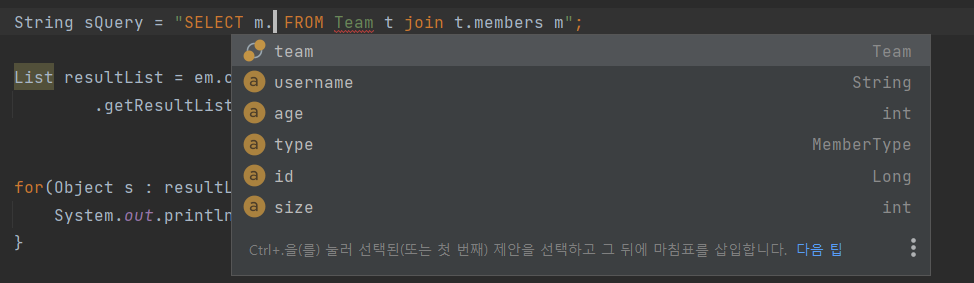 String sQuery = "SELECT m. FROM Team t join t.members m";
team Team
List resultList = em.c
username String
.getResultList
age int
type MemberType
for(Object s : resultL
id Long
System.out.println
size int
}
Ctrl+.을(를) 눌러 선택된(또는 첫 번째) 제안을 선택하고 그 뒤에 마침표를 삽입합니다. 다음 팁